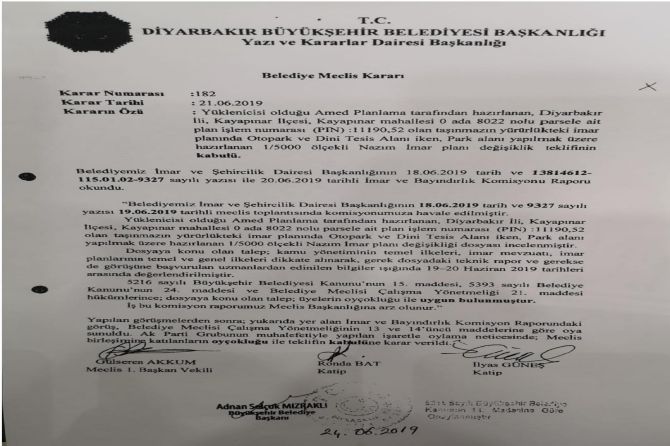 T.C.
DİYARBAKIR BÜYÜKŞEHİR BELEDİYESİ BAŞKANLIĞI
Yazı ve Kararlar Dairesi Başkanlığı
Belediye Meclis Kararı
Karar Numarası :182
Karar Tarihi : 21.06.2019
Kararın Özü : Yüklenicisi olduğu Amed Planlama tarafından hazırlanan, Diyarbakır
İli, Kayapınar İlçesi, Kayapınar mahallesi 0 ada 8022 nolu parsele ait
plan işlem numarası (PIN) :11190,52 olan taşınmazın yürürlükteki imar
planında Otopark ve Dini Tesis Alanı iken, Park alanı yapılmak üzere
hazırlanan 1/5000 ölçekli Nazım İmar planı değişiklik teklifinin
kabulü.
Belediyemiz İmar ve Şehircilik Dairesi Başkanlığının 18.06.2019 tarih ve 13814612-
115.01.02-9327 sayılı yazısı ile 20.06.2019 tarihli İmar ve Bayındırlık Komisyonu Raporu
okundu.
"Belediyemiz İmar ve Şehircilik Dairesi Başkanlığının 18.06.2019 tarih ve 9327 sayılı
yazısı 19.06.2019 tarihli meclis toplantısında komisyonumuza havale edilmiştir.
Yüklenicisi olduğu Amed Planlama tarafından hazırlanan, Diyarbakır İli, Kayapınar
İlçesi, Kayapınar mahallesi 0 ada 8022 nolu parsele ait plan işlem numarası (PIN) :11190,52
olan taşınmazın yürürlükteki imar planında Otopark ve Dini Tesis Alanı iken, Park alanı
yapılmak üzere hazırlanan 1/5000 ölçekli Nazım İmar planı değişikliği dosyası incelenmiştir.
Dosyaya konu olan talep; kamu yönetiminin temel ilkeleri, imar mevzuatı, imar
planlarının temel ve genel ilkeleri dikkate alınarak, gerek dosyadaki teknik rapor ve gerekse
de görüşüne başvurulan uzmanlardan edinilen bilgiler ışığında 19-20 Haziran 2019 tarihleri
arasında değerlendirilmiştir.
5216 sayılı Büyükşehir Belediyesi Kanunu'nun 15. maddesi, 5393 sayılı Belediye
Kanunu'nun 24. maddesi ve Belediye Meclisi Çalışma Yönetmeliği 21. maddesi
hükümlerince; dosyaya konu olan talep; üyelerin oyçokluğu ile uygun bulunmuştur.
İş bu komisyon raporumuz Meclis Başkanlığına arz olunur."
Yapılan görüşmelerden sonra; yukarıda yer alan İmar ve Bayındırlık Komisyon Raporundaki
görüş, Belediye Meclisi Çalışma Yönetmeliğinin 13 ve 14'üncü maddelerine göre oya
sunuldu. Ak Parti Grubunun muhalefetiyle yapılan işaretle oylama neticesinde; Meclis
birleşimine katılanların oyçokluğu ile teklifin kabulüne karar verildi.
Gülseren AKKUM Ronda BAT İlyas GÜNEŞ
Meclis 1. Başkan Vekili Katip Katip
Adnan Selçuk MIZRAKLI
Büyükşehir Belediye
Başkanı
5216 Sayılı Büyükşehir Belediye
Kanunun 14. Maddesine Göre
Onaylanmıştır
24.06.2019